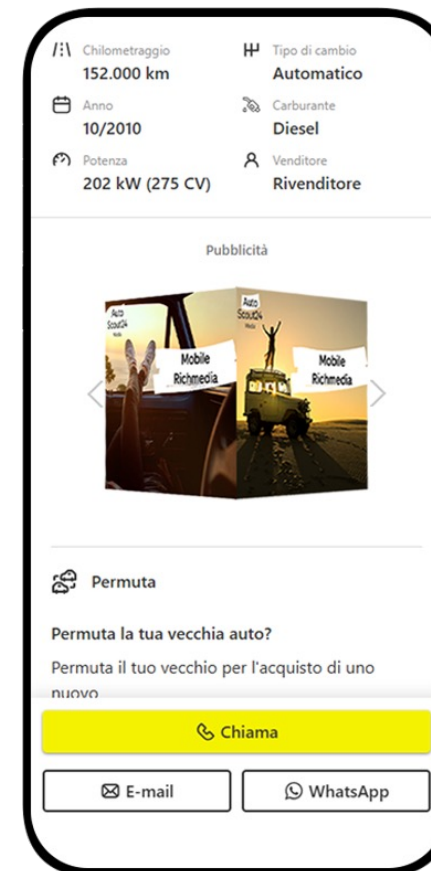 Chilometraggio
152.000 km
Tipo di cambio
Automatico
Anno
10/2010
Carburante
Diesel
Potenza
202 kW (275 CV)
Venditore
Rivenditore
Pubblicità
Auto
Scout24
Media
Mobile
Richmedia
Auto
Scout24
Media
Mobile
Richmedia
Permuta
Permuta la tua vecchia auto?
Permuta il tuo vecchio per l'acquisto di uno
nuovo
Chiama
E-mail
WhatsApp